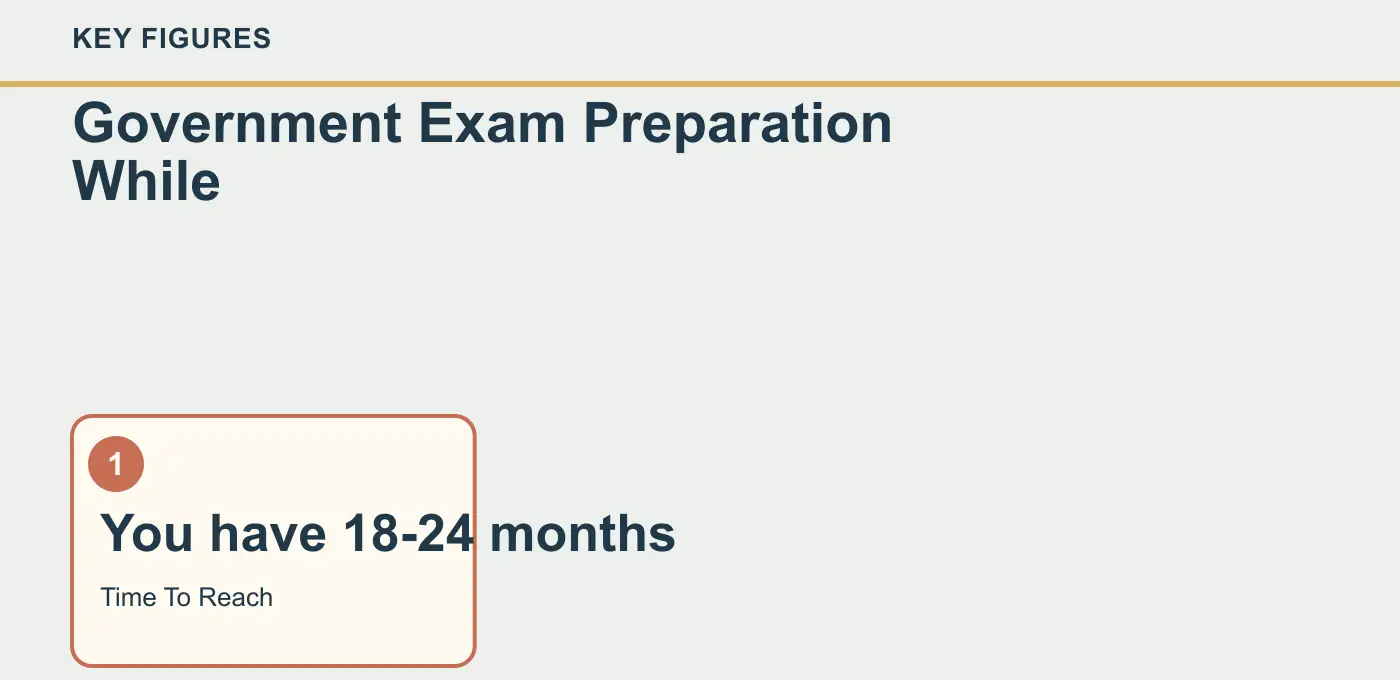 KEY FIGURES
Government Exam Preparation
While
1
You have 18-24 months
Time To Reach